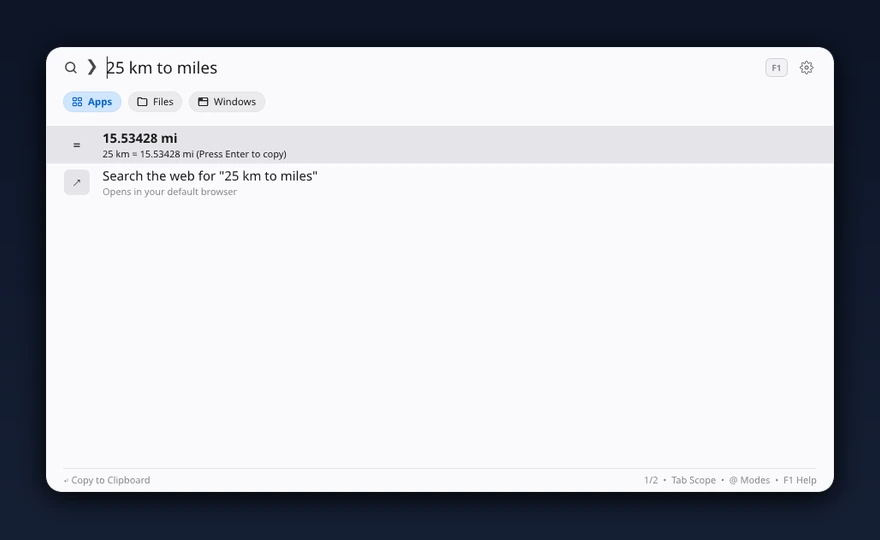 ❯ 25 km to miles
F1
Apps Files Windows
= 15.53428 mi
25 km = 15.53428 mi (Press Enter to copy)
↗ Search the web for "25 km to miles"
Opens in your default browser
↵ Copy to Clipboard
1/2 • Tab Scope • @ Modes • F1 Help